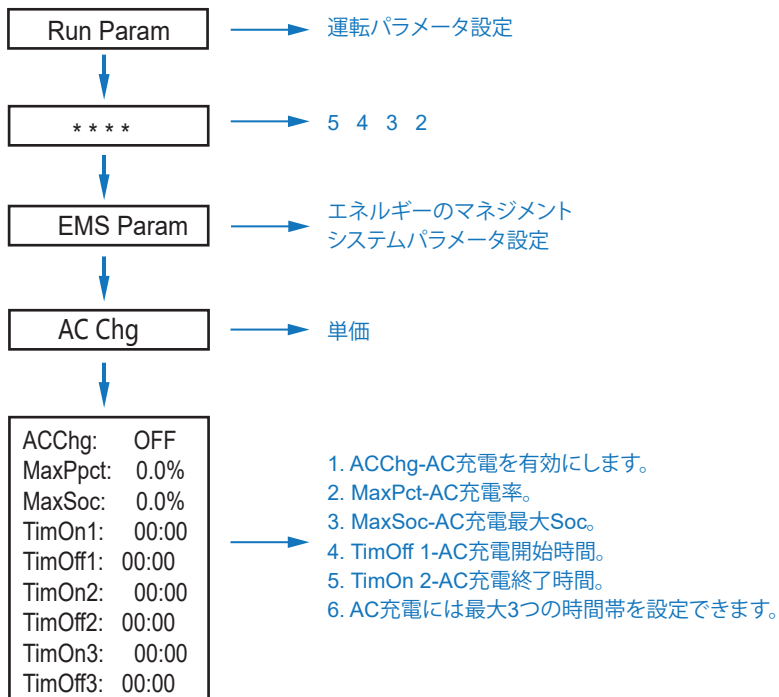 Run Param
運転パラメータ設定
* * * *
5 4 3 2
EMS Param
エネルギーのマネジメント
システムパラメータ設定
AC Chg
単価
ACChg: OFF
MaxPpct: 0.0%
MaxSoc: 0.0%
TimOn1: 00:00
TimOff1: 00:00
TimOn2: 00:00
TimOff2: 00:00
TimOn3: 00:00
TimOff3: 00:00
1. ACChg-AC充電を有効にします。
2. MaxPct-AC充電率。
3. MaxSoc-AC充電最大Soc。
4. TimOff 1-AC充電開始時間。
5. TimOn 2-AC充電終了時間。
6. AC充電には最大3つの時間帯を設定できます。